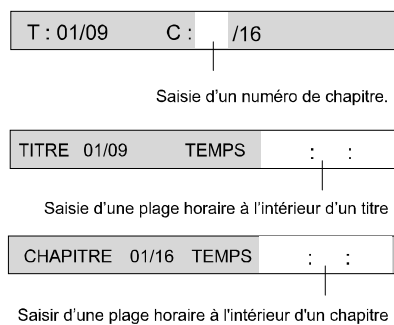 T : 01/09 C : /16
Saisie d'un numéro de chapitre.
TITRE 01/09 TEMPS : :
Saisie d'une plage horaire à l'intérieur d'un titre
CHAPITRE 01/16 TEMPS : :
Saisir d'une plage horaire à l'intérieur d'un chapitre